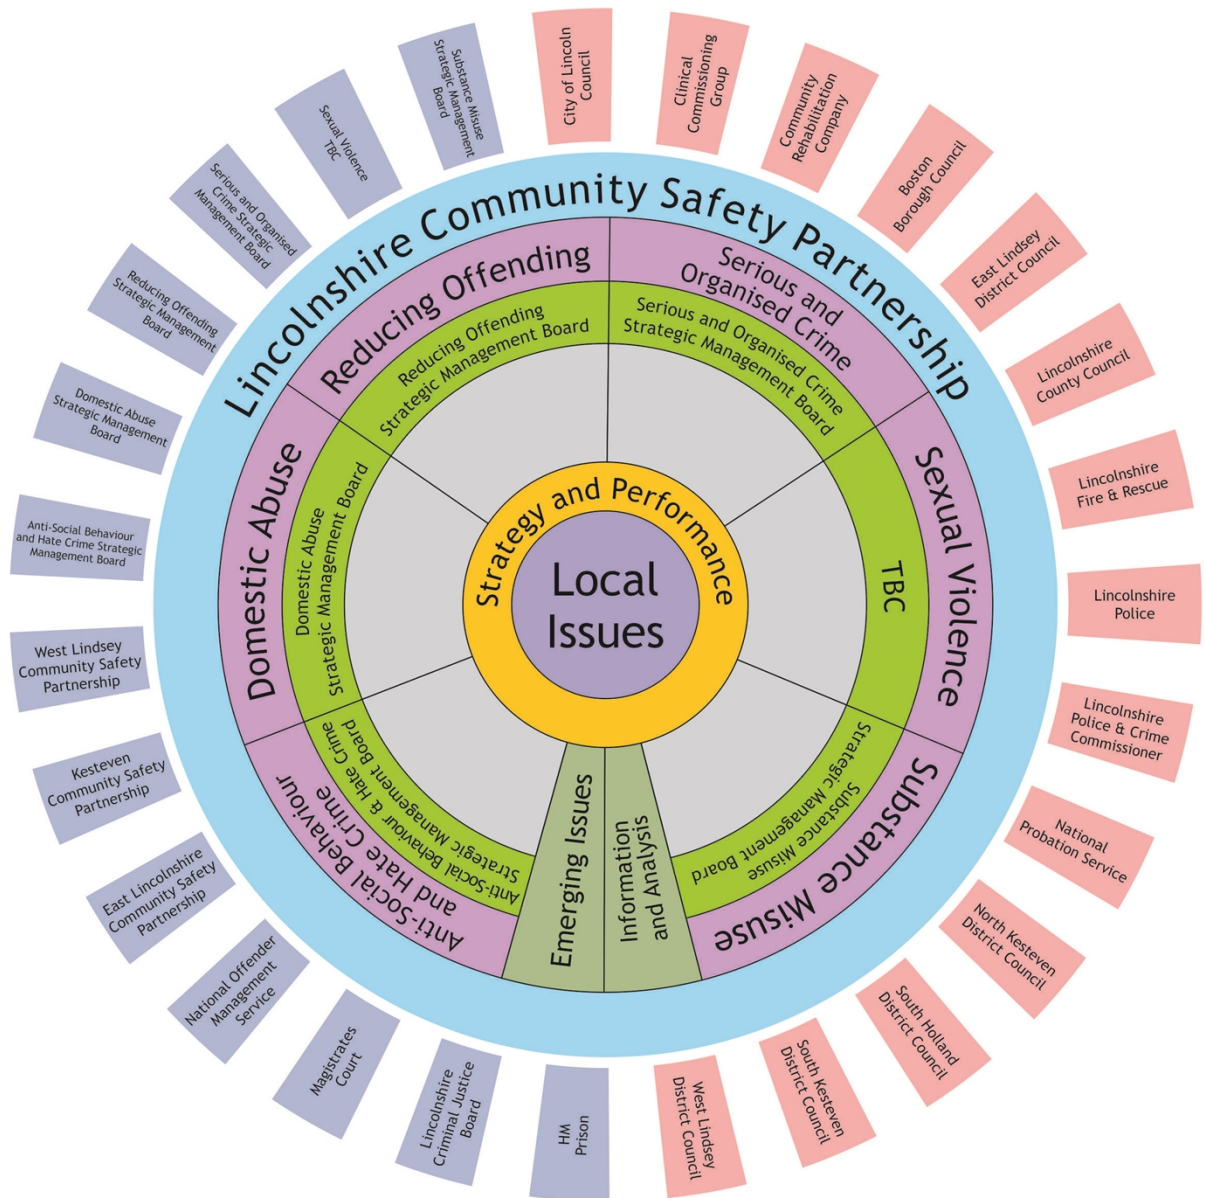 City of Lincoln
Council
Clinical
Commissioning
Group
Community
Rehabilitation
Company
Boston
Borough Council
East Lindsey
District Council
Lincolnshire
County Council
Lincolnshire
Fire & Rescue
Lincolnshire
Police
Lincolnshire
Police & Crime
Commissioner
National
Probation Service
North Kesteven
District Council
South Holland
District Council
South Kesteven
District Council
West Lindsey
District Council
HM
Prison
Lincolnshire
Criminal Justice
Board
Magistrates
Court
National Offender
Management
Service
East Lincolnshire
Community Safety
Partnership
Kesteven
Community Safety
Partnership
West Lindsey
Community Safety
Partnership
Anti-Social Behaviour
and Hate Crime Strategic
Management Board
Domestic Abuse
Strategic Management
Board
Reducing Offending
Strategic Management
Board
Serious and Organised
Crime Strategic
Management Board
Sexual Violence
TBC
Substance Misuse
Strategic Management
Board
Lincolnshire Community Safety Partnership
Reducing Offending
Reducing Offending
Strategic Management Board
Serious and
Organised Crime
Serious and Organised Crime
Strategic Management Board
Sexual Violence
TBC
Substance Misuse
Substance Misuse
Strategic Management Board
Information
and Analysis
Emerging Issues
Anti-Social Behaviour
and Hate Crime
Anti-Social Behaviour & Hate Crime
Strategic Management Board
Domestic Abuse
Domestic Abuse
Strategic Management Board
Strategy and Performance
Local
Issues